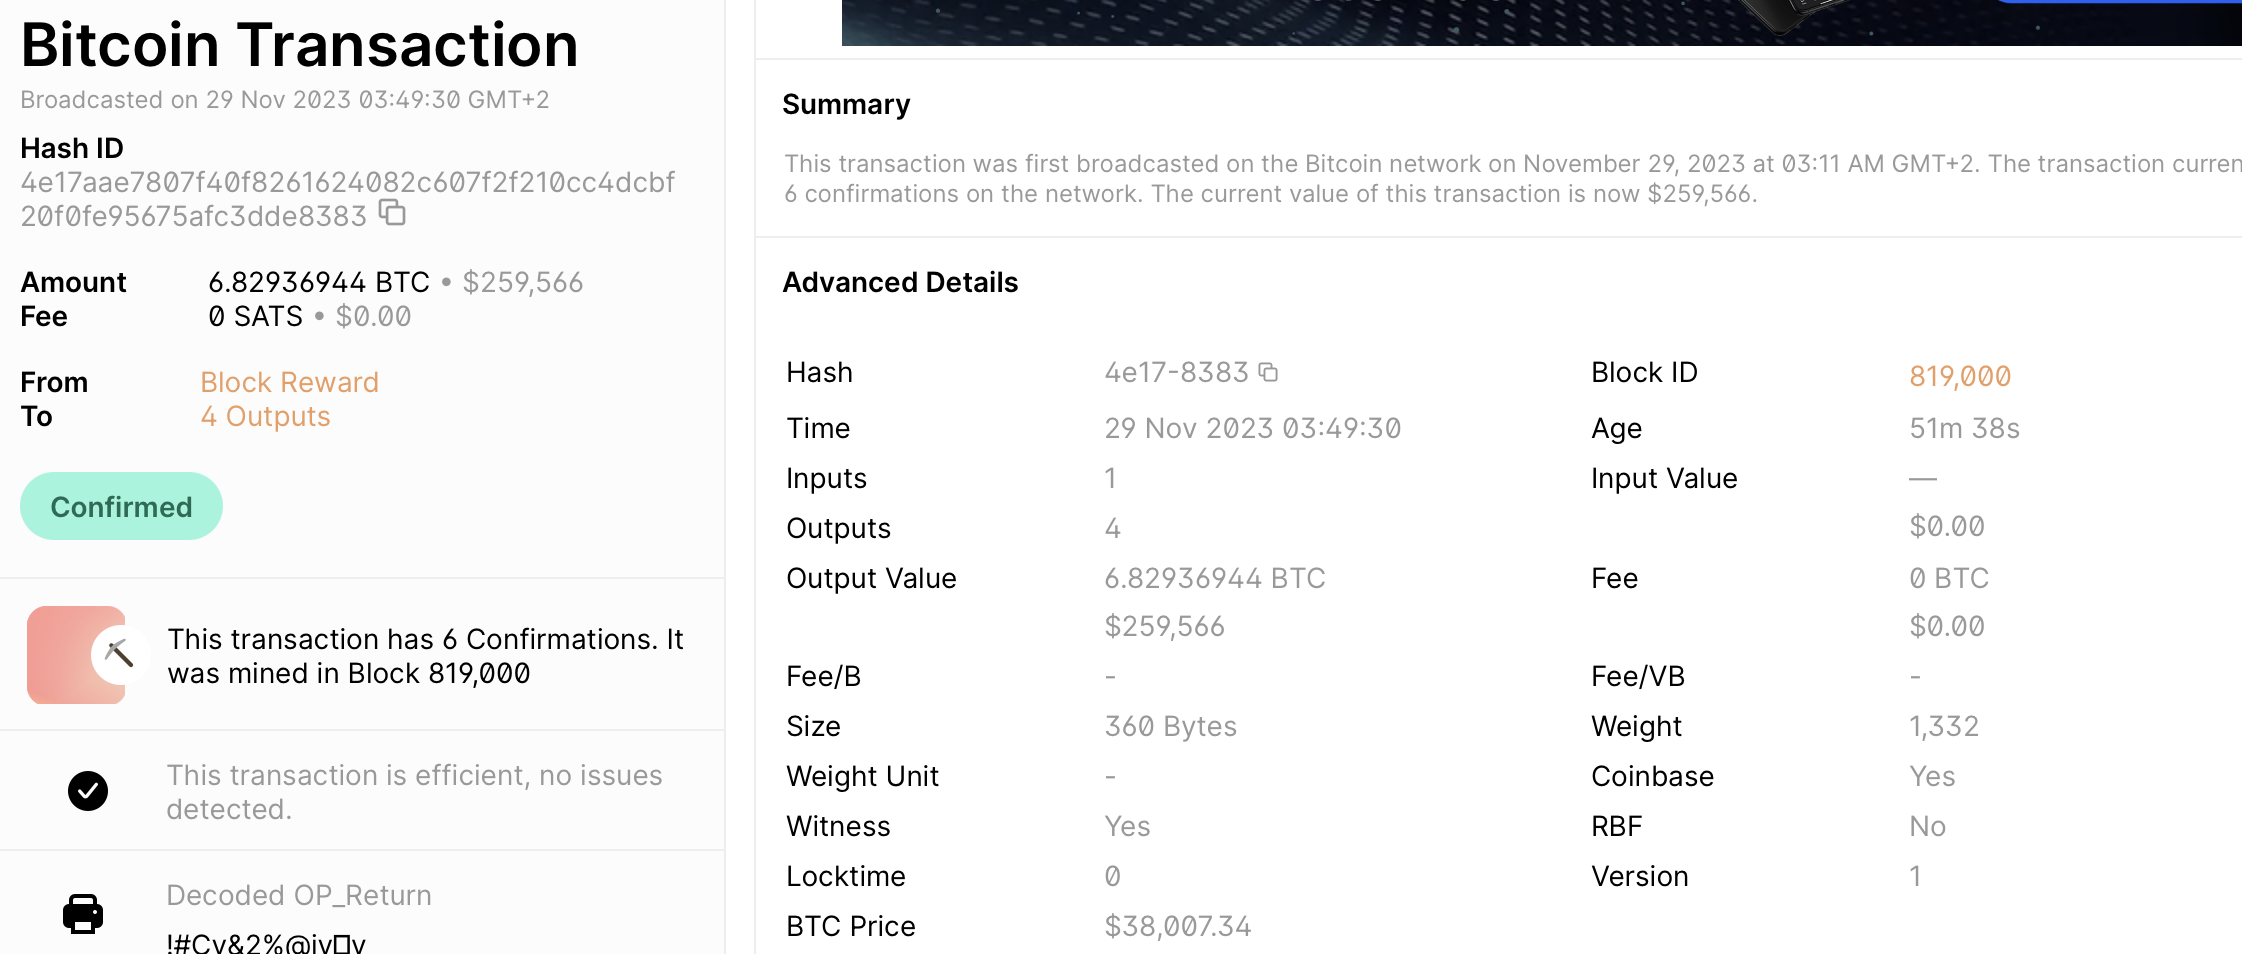 Bitcoin Transaction
Broadcasted on 29 Nov 2023 03:49:30 GMT+2
Hash ID
4e17aae7807f40f8261624082c607f2f210cc4dcbf
20f0fe95675afc3dde8383
Amount 6.82936944 BTC • $259,566
Fee 0 SATS • $0.00
From Block Reward
To 4 Outputs
Confirmed
This transaction has 6 Confirmations. It
was mined in Block 819,000
This transaction is efficient, no issues
detected.
Decoded OP_Return
!#Cv&2%@iv▯v
Summary
This transaction was first broadcasted on the Bitcoin network on November 29, 2023 at 03:11 AM GMT+2. The transaction curren
6 confirmations on the network. The current value of this transaction is now $259,566.
Advanced Details
Hash 4e17-8383 Block ID 819,000
Time 29 Nov 2023 03:49:30 Age 51m 38s
Inputs 1 Input Value —
Outputs 4 $0.00
Output Value 6.82936944 BTC Fee 0 BTC
$259,566 $0.00
Fee/B - Fee/VB -
Size 360 Bytes Weight 1,332
Weight Unit - Coinbase Yes
Witness Yes RBF No
Locktime 0 Version 1
BTC Price $38,007.34